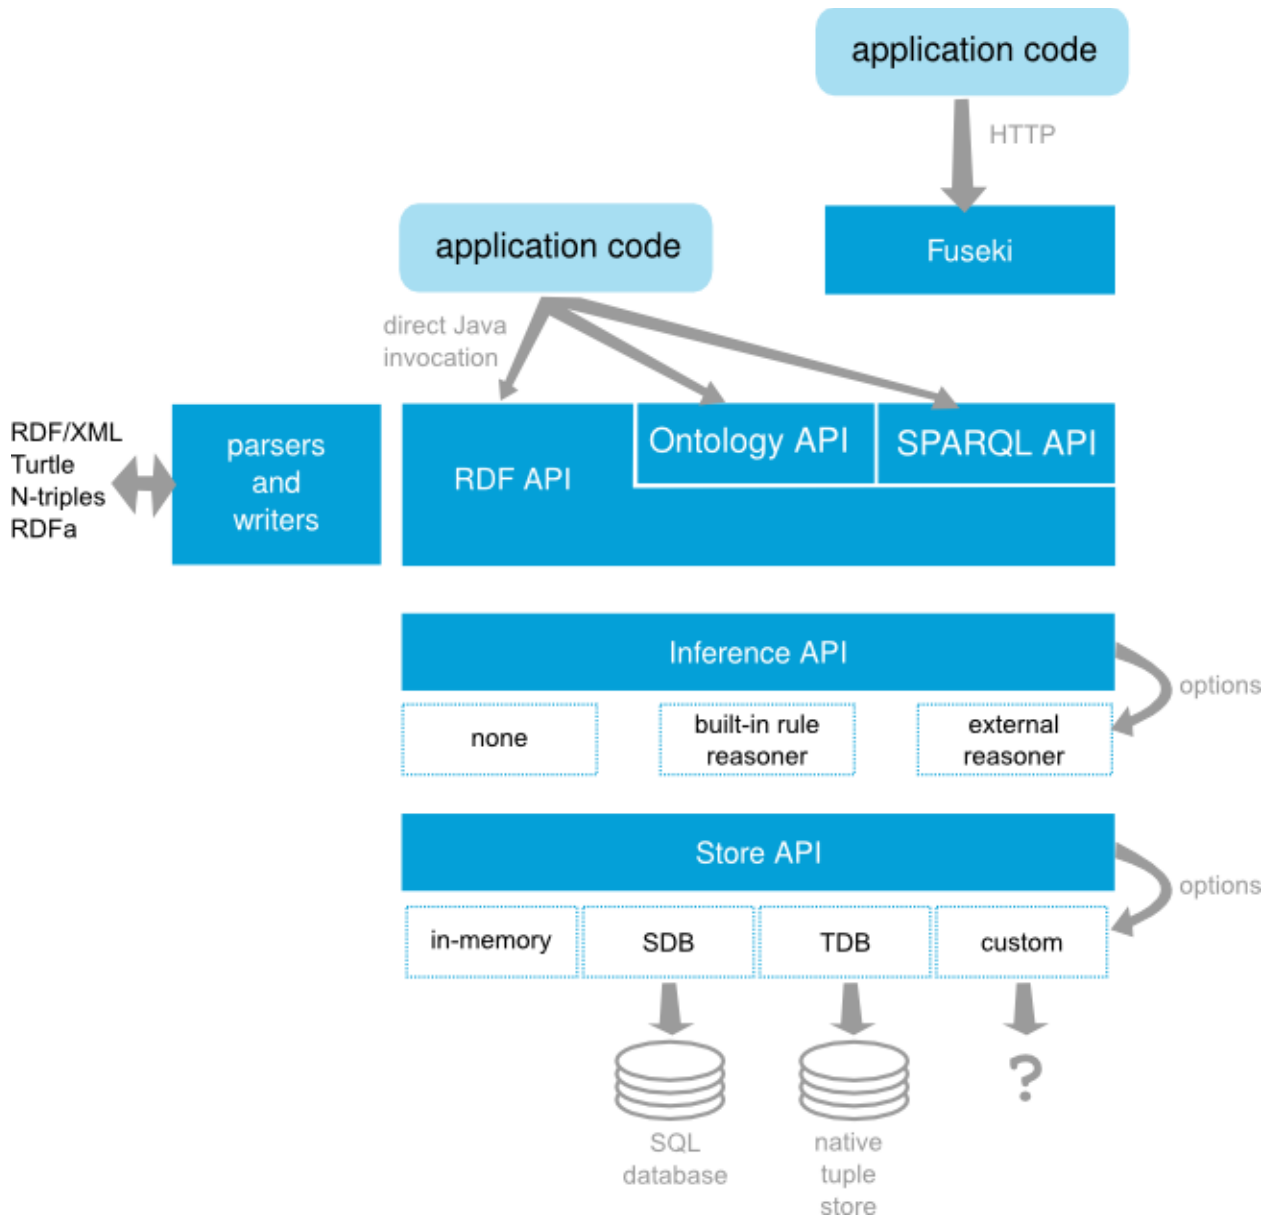 application code
HTTP
Fuseki
application code
direct Java
invocation
RDF/XML
Turtle
N-triples
RDFa
parsers
and
writers
RDF API
Ontology API
SPARQL API
Inference API
options
none
built-in rule
reasoner
external
reasoner
Store API
options
in-memory
SDB
TDB
custom
?
SQL
database
native
tuple
store